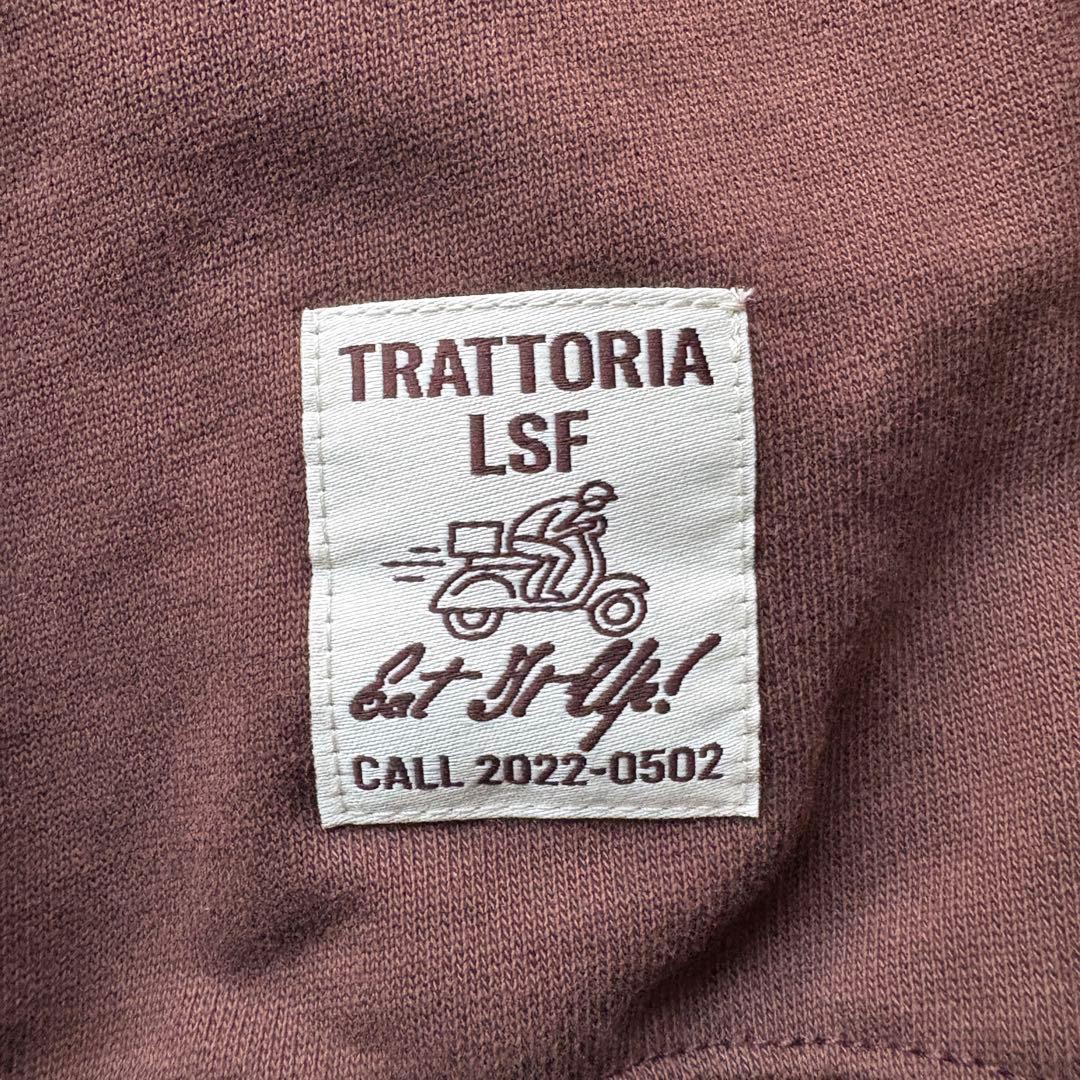 TRATTORIA
LSF
Eat It Up!
CALL 2022-0502